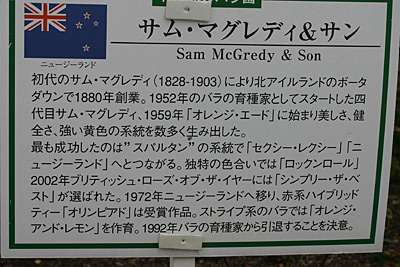 サム・マグレディ&サン
Sam McGredy & Son
ニュージーランド
初代のサム・マグレディ(1828-1903)により北アイルランドのポータ
ダウンで1880年創業。1952年のバラの育種家としてスタートした四
代目サム・マグレディ、1959年「オレンジ・エード」に始まり美しさ、健
全さ、強い黄色の系統を数多く生み出した。
最も成功したのは"スパルタン"の系統で「セクシー・レクシー」「ニ
ュージーランド」へとつながる。独特の色合いでは「ロックンロール」
2002年ブリティッシュ・ローズ・オブ・ザ・イヤーには「シンプリー・ザ・ベ
スト」が選ばれた。1972年ニュージーランドへ移り、赤系ハイブリッド
ティー「オリンピアド」は受賞作品。ストライプ系のバラでは「オレンジ・
アンド・レモン」を作育。1992年バラの育種家から引退することを決意。